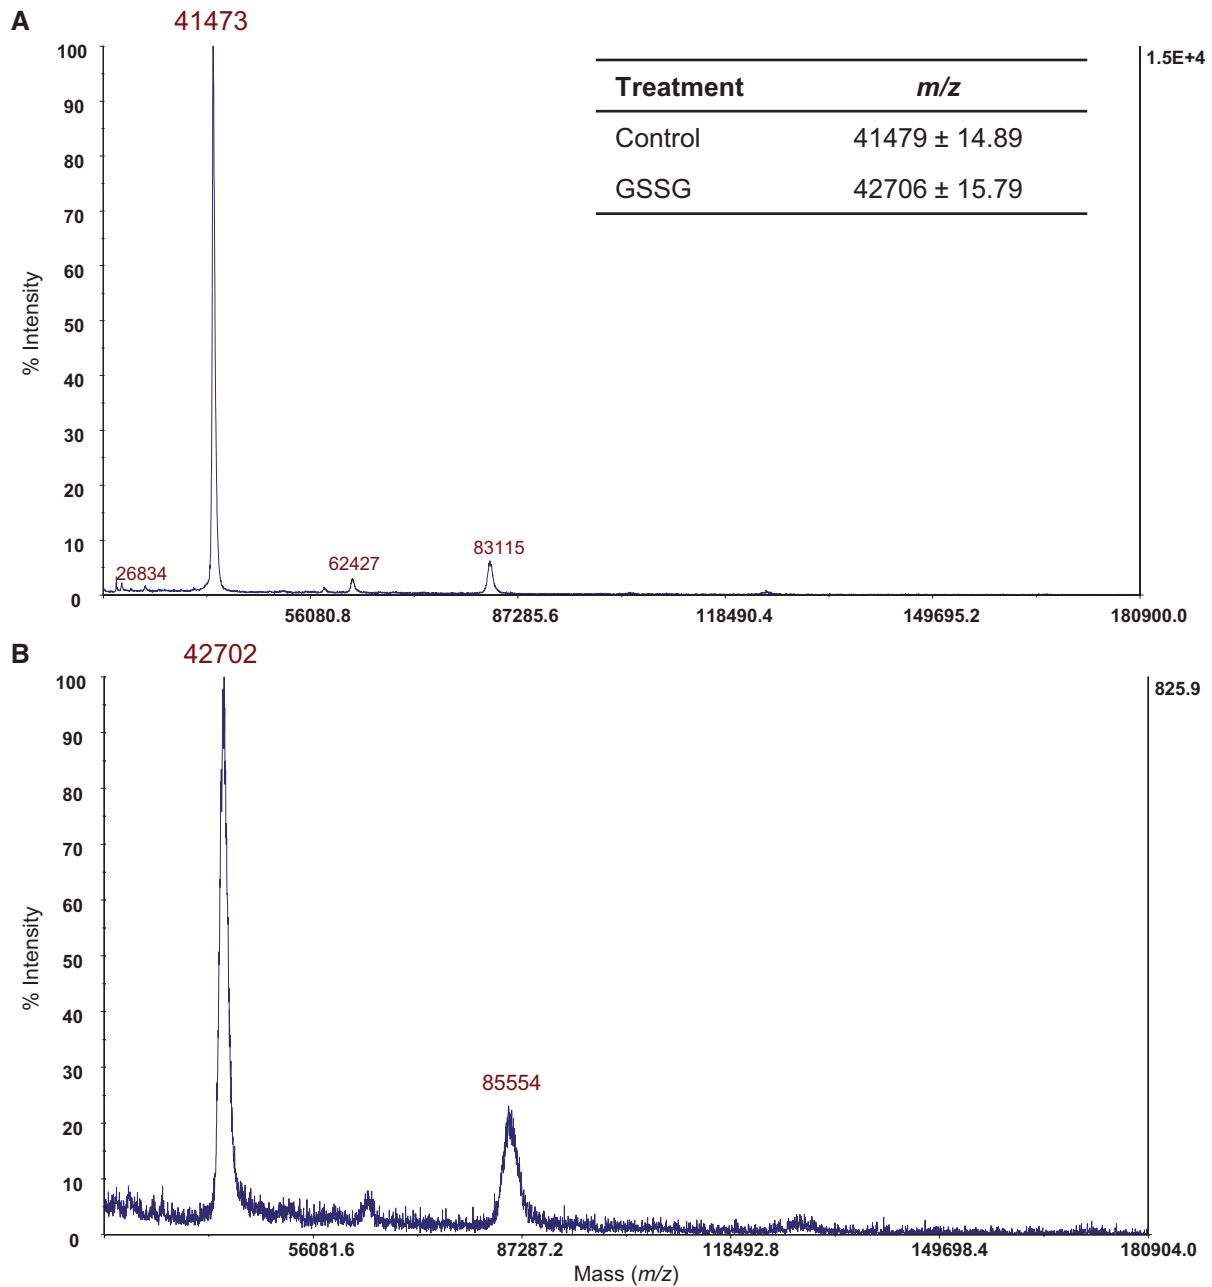 A
41473
100
90
80
70
60
50
40
30
20
10
0
% Intensity
1.5E+4
Treatment m/z
Control 41479 ± 14.89
GSSG 42706 ± 15.79
26834
62427
83115
56080.8 87285.6 118490.4 149695.2 180900.0
B
42702
100
90
80
70
60
50
40
30
20
10
0
% Intensity
825.9
85554
56081.6 87287.2 118492.8 149698.4 180904.0
Mass (m/z)